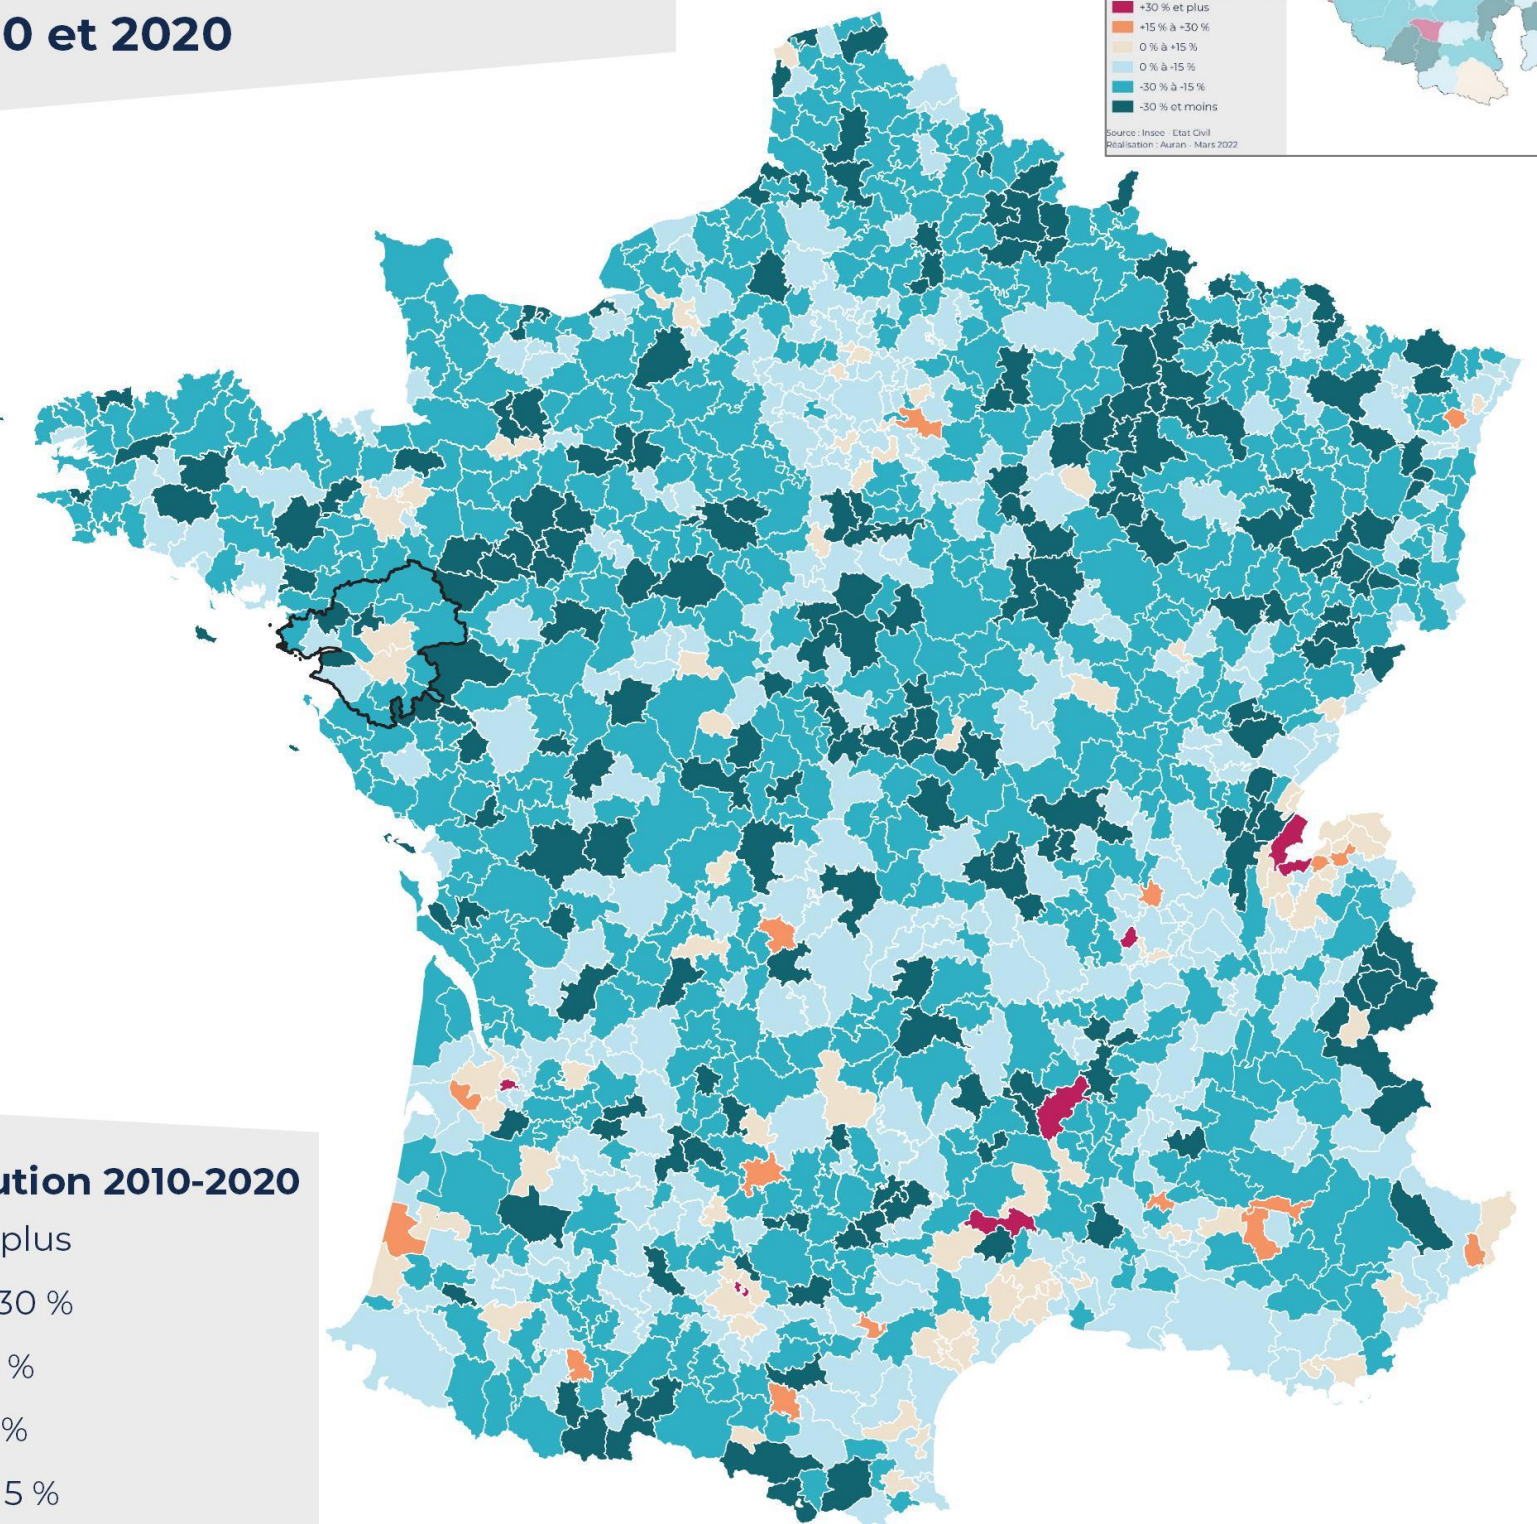 0 et 2020
+30 % et plus
+15 % à +30 %
0 % à +15 %
0 % à -15 %
-30 % à -15 %
-30 % et moins
Source : Insee - Etat Civil
Réalisation : Auran - Mars 2022
ution 2010-2020
plus
30 %
%
%
5 %